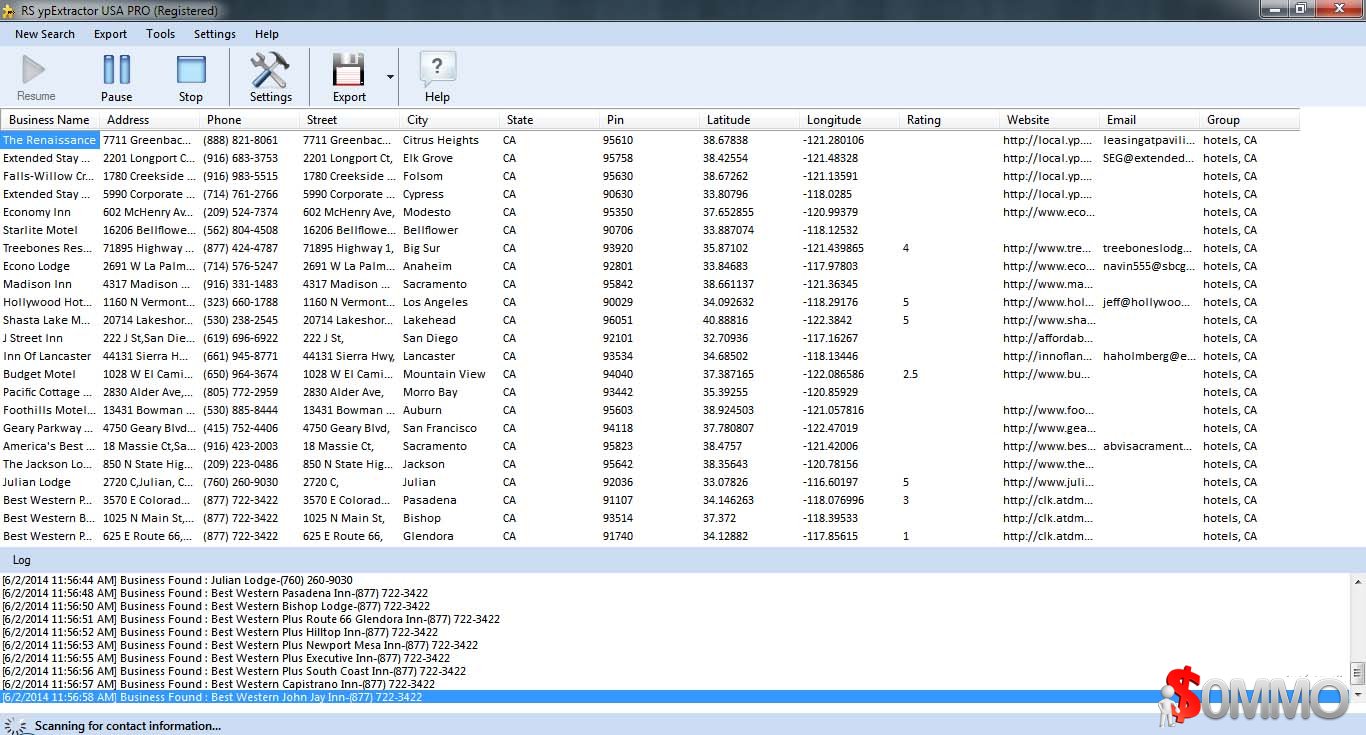 RS ypExtractor USA PRO (Registered)
New Search Export Tools Settings Help
Resume Pause Stop Settings Export Help
Business Name Address Phone Street City State Pin Latitude Longitude Rating Website Email Group
The Renaissance 7711 Greenbac... (888) 821-8061 7711 Greenbac... Citrus Heights CA 95610 38.67838 -121.280106 http://local.yp.... leasingatpavili... hotels, CA
Extended Stay ... 2201 Longport C... (916) 683-3753 2201 Longport Ct, Elk Grove CA 95758 38.42554 -121.48328 http://local.yp.... SEG@extended... hotels, CA
Falls-Willow Cr... 1780 Creekside ... (916) 983-5515 1780 Creekside ... Folsom CA 95630 38.67262 -121.13591 http://local.yp.... hotels, CA
Extended Stay ... 5990 Corporate ... (714) 761-2766 5990 Corporate ... Cypress CA 90630 33.80796 -118.0285 http://local.yp.... hotels, CA
Economy Inn 602 McHenry Av... (209) 524-7374 602 McHenry Ave, Modesto CA 95350 37.652855 -120.99379 http://www.eco... hotels, CA
Starlite Motel 16206 Bellflowe... (562) 804-4508 16206 Bellflowe... Bellflower CA 90706 33.887074 -118.12532 hotels, CA
Treebones Res... 71895 Highway ... (877) 424-4787 71895 Highway 1, Big Sur CA 93920 35.87102 -121.439865 4 http://www.tre... treeboneslodg... hotels, CA
Econo Lodge 2691 W La Palm... (714) 576-5247 2691 W La Palm... Anaheim CA 92801 33.84683 -117.97803 http://www.eco... navin555@sbcg... hotels, CA
Madison Inn 4317 Madison ... (916) 331-1483 4317 Madison ... Sacramento CA 95842 38.661137 -121.36345 http://www.ma... hotels, CA
Hollywood Hot... 1160 N Vermont... (323) 660-1788 1160 N Vermont... Los Angeles CA 90029 34.092632 -118.29176 5 http://www.hol... jeff@hollywoo... hotels, CA
Shasta Lake M... 20714 Lakeshor... (530) 238-2545 20714 Lakeshor... Lakehead CA 96051 40.88816 -122.3842 5 http://www.sha... hotels, CA
J Street Inn 222 J St,San Die... (619) 696-6922 222 J St, San Diego CA 92101 32.70936 -117.16267 http://affordab... hotels, CA
Inn Of Lancaster 44131 Sierra H... (661) 945-8771 44131 Sierra Hwy, Lancaster CA 93534 34.68502 -118.13446 http://innoflan... haholmberg@e... hotels, CA
Budget Motel 1028 W El Cami... (650) 964-3674 1028 W El Cami... Mountain View CA 94040 37.387165 -122.086586 2.5 http://www.bu... hotels, CA
Pacific Cottage ... 2830 Alder Ave,... (805) 772-2959 2830 Alder Ave, Morro Bay CA 93442 35.39255 -120.85929 hotels, CA
Foothills Motel... 13431 Bowman ... (530) 885-8444 13431 Bowman ... Auburn CA 95603 38.924503 -121.057816 http://www.foo... hotels, CA
Geary Parkway ... 4750 Geary Blvd... (415) 752-4406 4750 Geary Blvd, San Francisco CA 94118 37.780807 -122.47019 http://www.gea... hotels, CA
America's Best ... 18 Massie Ct,Sa... (916) 423-2003 18 Massie Ct, Sacramento CA 95823 38.4757 -121.42006 http://www.bes... abvisacrament... hotels, CA
The Jackson Lo... 850 N State Hig... (209) 223-0486 850 N State Hig... Jackson CA 95642 38.35643 -120.78156 http://www.the... hotels, CA
Julian Lodge 2720 C,Julian, C... (760) 260-9030 2720 C, Julian CA 92036 33.07826 -116.60197 5 http://www.juli... hotels, CA
Best Western P... 3570 E Colorad... (877) 722-3422 3570 E Colorad... Pasadena CA 91107 34.146263 -118.076996 3 http://clk.atdm... hotels, CA
Best Western B... 1025 N Main St,... (877) 722-3422 1025 N Main St, Bishop CA 93514 37.372 -118.39533 http://clk.atdm... hotels, CA
Best Western P... 625 E Route 66,... (877) 722-3422 625 E Route 66, Glendora CA 91740 34.12882 -117.85615 1 http://clk.atdm... hotels, CA
Log
[6/2/2014 11:56:44 AM] Business Found : Julian Lodge-(760) 260-9030
[6/2/2014 11:56:48 AM] Business Found : Best Western Pasadena Inn-(877) 722-3422
[6/2/2014 11:56:50 AM] Business Found : Best Western Bishop Lodge-(877) 722-3422
[6/2/2014 11:56:51 AM] Business Found : Best Western Plus Route 66 Glendora Inn-(877) 722-3422
[6/2/2014 11:56:52 AM] Business Found : Best Western Plus Hilltop Inn-(877) 722-3422
[6/2/2014 11:56:53 AM] Business Found : Best Western Plus Newport Mesa Inn-(877) 722-3422
[6/2/2014 11:56:55 AM] Business Found : Best Western Plus Executive Inn-(877) 722-3422
[6/2/2014 11:56:56 AM] Business Found : Best Western Plus South Coast Inn-(877) 722-3422
[6/2/2014 11:56:57 AM] Business Found : Best Western Capistrano Inn-(877) 722-3422
[6/2/2014 11:56:58 AM] Business Found : Best Western John Jay Inn-(877) 722-3422
$OMMO
Scanning for contact information...